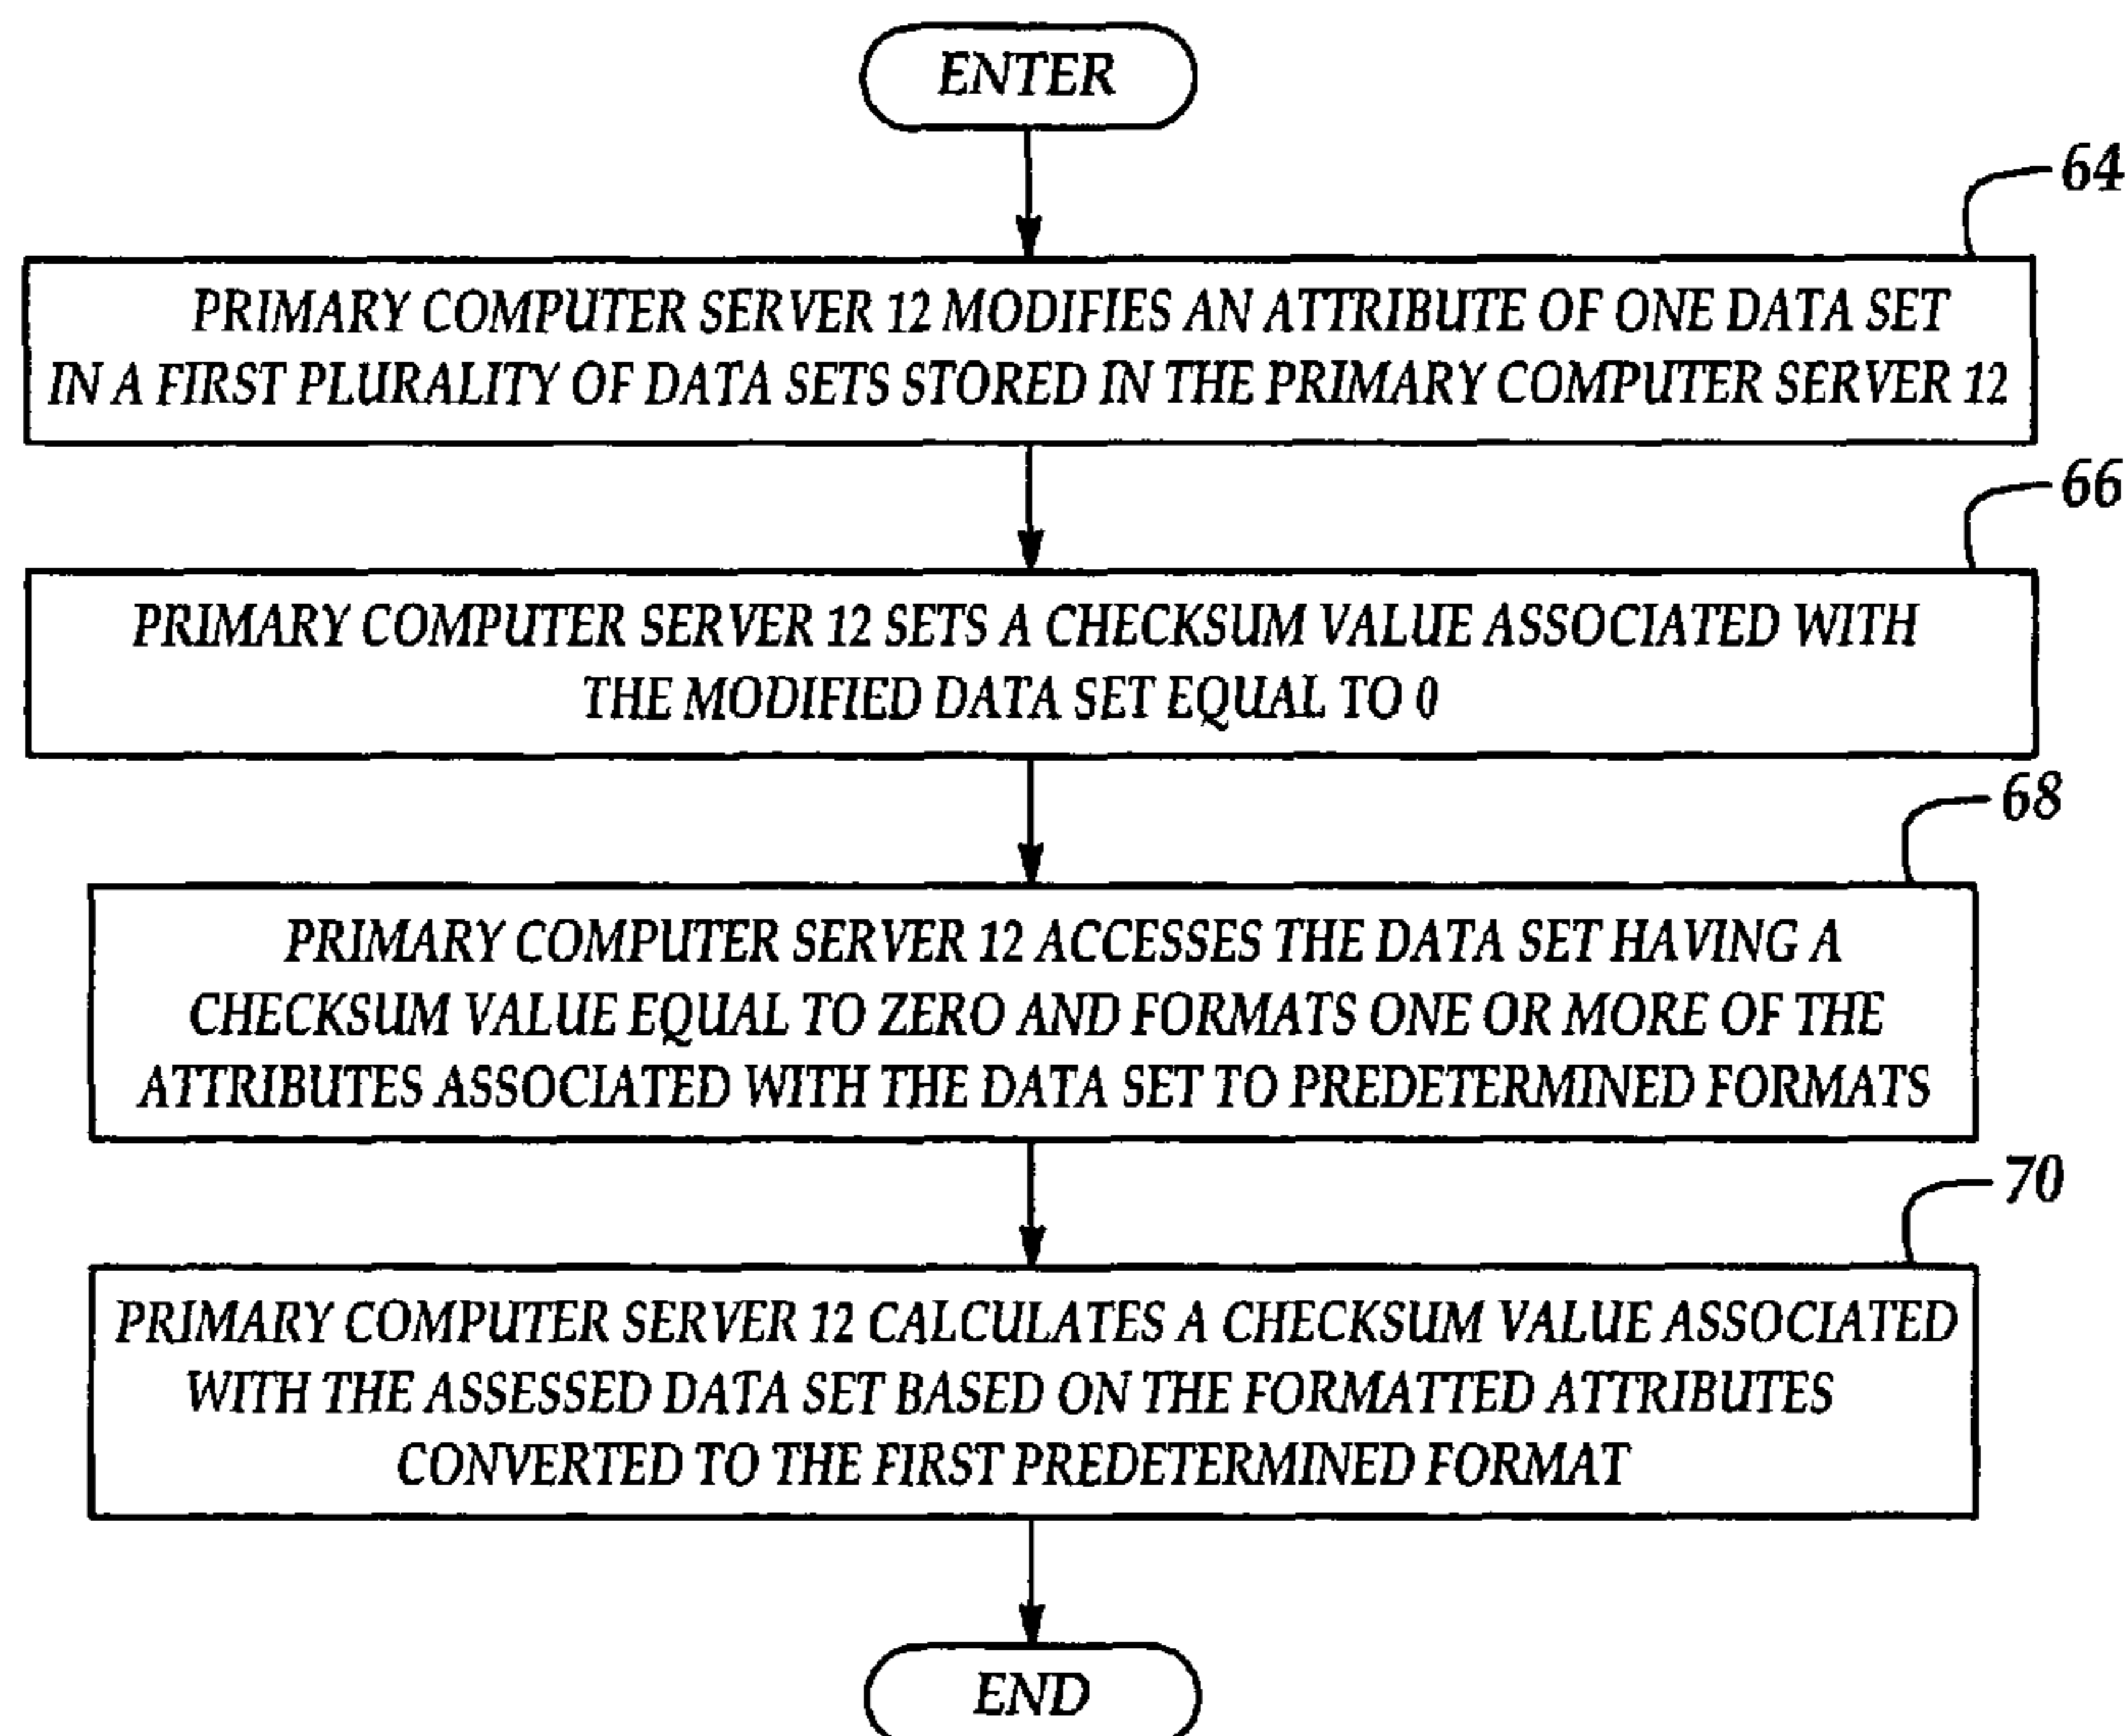 ENTER
64
PRIMARY COMPUTER SERVER 12 MODIFIES AN ATTRIBUTE OF ONE DATA SET
IN A FIRST PLURALITY OF DATA SETS STORED IN THE PRIMARY COMPUTER SERVER 12
66
PRIMARY COMPUTER SERVER 12 SETS A CHECKSUM VALUE ASSOCIATED WITH
THE MODIFIED DATA SET EQUAL TO 0
68
PRIMARY COMPUTER SERVER 12 ACCESSES THE DATA SET HAVING A
CHECKSUM VALUE EQUAL TO ZERO AND FORMATS ONE OR MORE OF THE
ATTRIBUTES ASSOCIATED WITH THE DATA SET TO PREDETERMINED FORMATS
70
PRIMARY COMPUTER SERVER 12 CALCULATES A CHECKSUM VALUE ASSOCIATED
WITH THE ASSESSED DATA SET BASED ON THE FORMATTED ATTRIBUTES
CONVERTED TO THE FIRST PREDETERMINED FORMAT
END